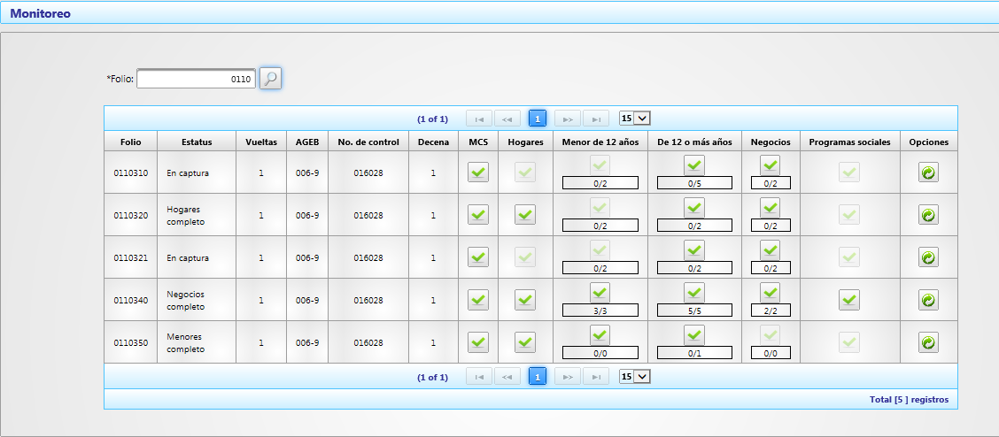 Monitoreo
*Folio: 0110
(1 of 1) 1 15
Folio Estatus Vueltas AGEB No. de control Decena MCS Hogares Menor de 12 años De 12 o más años Negocios Programas sociales Opciones
0110310 En captura 1 006-9 016028 1 0/2 0/5 0/2
0110320 Hogares completo 1 006-9 016028 1 0/2 0/2 0/2
0110321 En captura 1 006-9 016028 1 0/2 0/2 0/2
0110340 Negocios completo 1 006-9 016028 1 3/3 5/5 2/2
0110350 Menores completo 1 006-9 016028 1 0/0 0/1 0/0
(1 of 1) 1 15
Total [5 ] registros